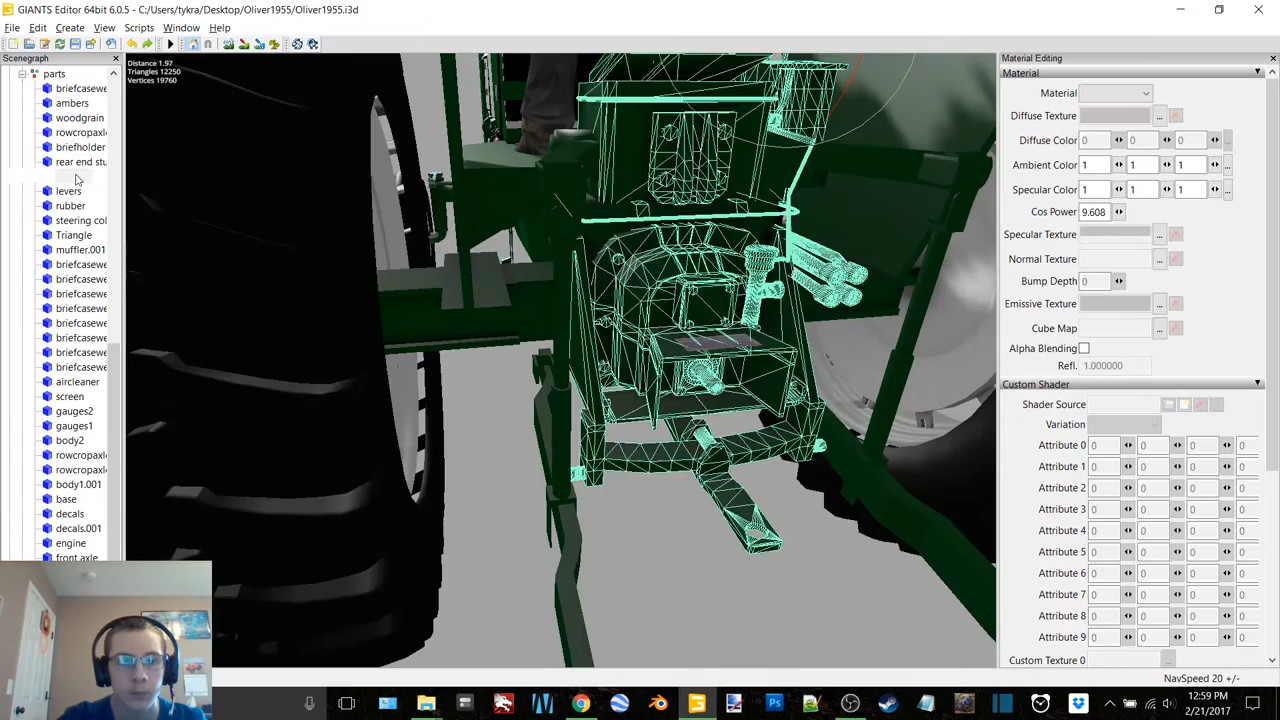 GIANTS Editor 64bit 6.0.5 - C:/Users/tykra/Desktop/Oliver1955/Oliver1955.i3d
File Edit Create View Scripts Window Help
Scenegraph
parts
briefcasewe
ambers
woodgrain
rowcropaxle
briefholder
rear end stu
levers
rubber
steering col
Triangle
muffler.001
briefcasewe
briefcasewe
briefcasewe
briefcasewe
briefcasewe
briefcasewe
briefcasewe
briefcasewe
aircleaner
screen
gauges2
gauges1
body2
rowcropaxle
rowcropaxle
body1.001
base
decals
decals.001
engine
front axle
Distance 1.97
Triangles 12250
Vertices 19760
Material Editing
Material
Material
Diffuse Texture ...
Diffuse Color 0 0 0 ...
Ambient Color 1 1 1 ...
Specular Color 1 1 1 ...
Cos Power 9.608
Specular Texture ...
Normal Texture ...
Bump Depth 0
Emissive Texture ...
Cube Map ...
Alpha Blending
Refl. 1.000000
Custom Shader
Shader Source
Variation
Attribute 0 0 0 0 0
Attribute 1 0 0 0 0
Attribute 2 0 0 0 0
Attribute 3 0 0 0 0
Attribute 4 0 0 0 0
Attribute 5 0 0 0 0
Attribute 6 0 0 0 0
Attribute 7 0 0 0 0
Attribute 8 0 0 0 0
Attribute 9 0 0 0 0
Custom Texture 0 ...
NavSpeed 20 +/-
12:59 PM
2/21/2017